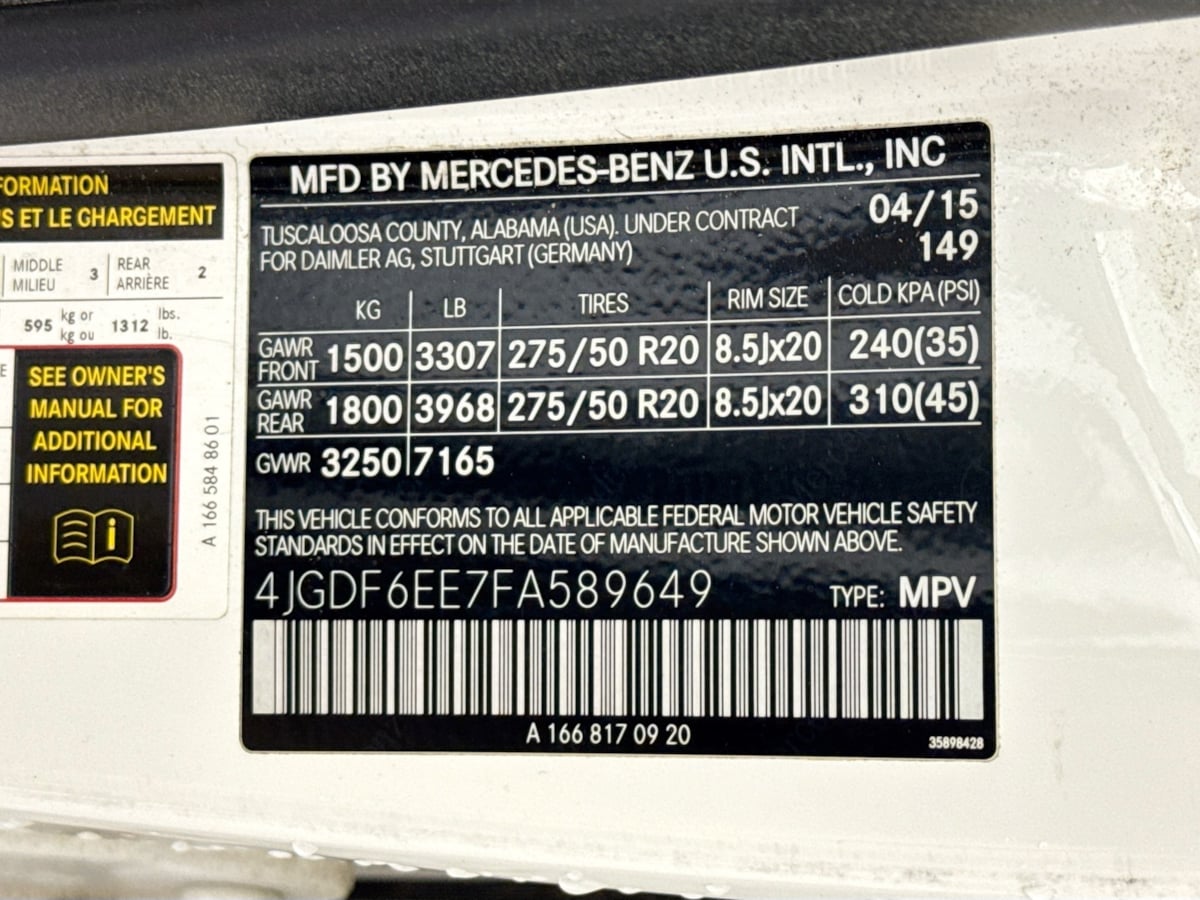 FORMATION
S ET LE CHARGEMENT
MIDDLE 3 REAR 2
MILIEU ARRIÈRE
595 kg or 1312 lbs.
kg ou lb.
SEE OWNER'S
MANUAL FOR
ADDITIONAL
INFORMATION
A 166 584 86 01
MFD BY MERCEDES-BENZ U.S. INTL., INC
TUSCALOOSA COUNTY, ALABAMA (USA). UNDER CONTRACT 04/15
FOR DAIMLER AG, STUTTGART (GERMANY) 149
KG LB TIRES RIM SIZE COLD KPA (PSI)
GAWR FRONT 1500 3307 275/50 R20 8.5Jx20 240(35)
GAWR REAR 1800 3968 275/50 R20 8.5Jx20 310(45)
GVWR 3250 7165
THIS VEHICLE CONFORMS TO ALL APPLICABLE FEDERAL MOTOR VEHICLE SAFETY
STANDARDS IN EFFECT ON THE DATE OF MANUFACTURE SHOWN ABOVE.
4JGDF6EE7FA589649 TYPE: MPV
A 166 817 09 20
35898428